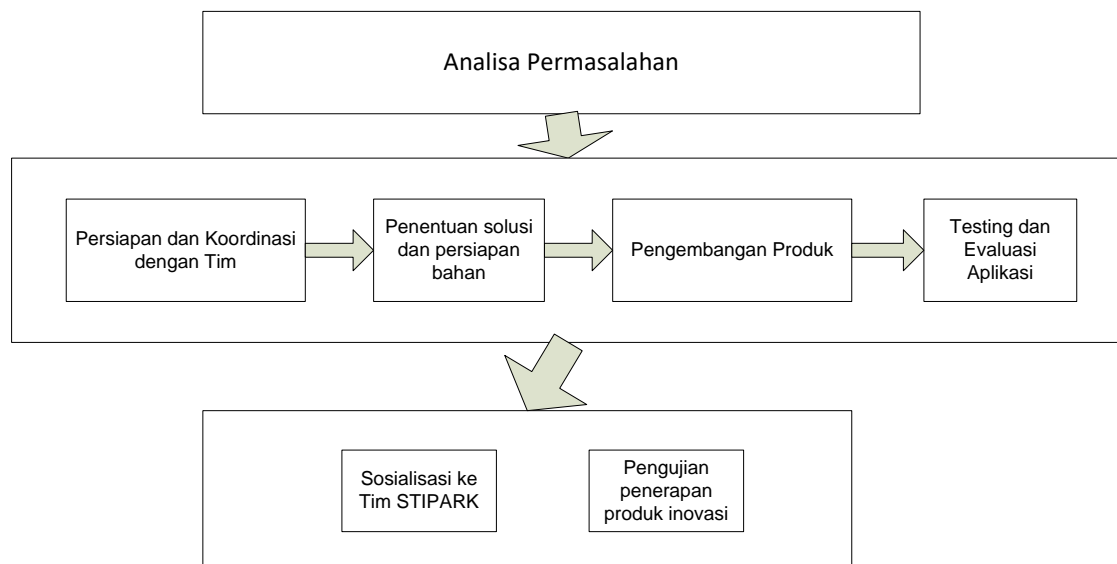 Analisa Permasalahan
Persiapan dan Koordinasi
dengan Tim
Penentuan solusi
dan persiapan
bahan
Pengembangan Produk
Testing dan
Evaluasi
Aplikasi
Sosialisasi ke
Tim STIPARK
Pengujian
penerapan
produk inovasi